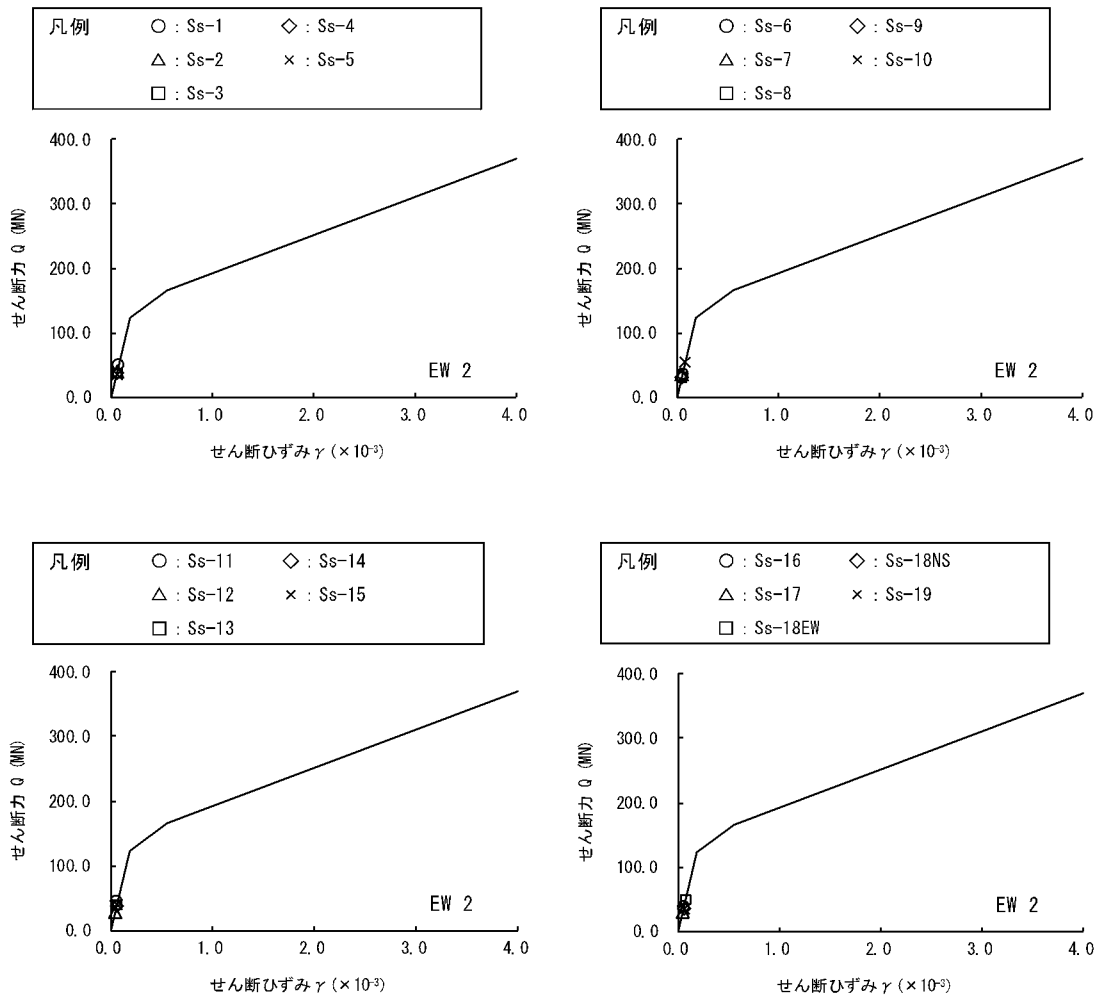 凡例 ○ : Ss-1 ◇ : Ss-4
△ : Ss-2 × : Ss-5
□ : Ss-3
400.0
300.0
200.0
100.0
0.0
せん断力 Q (MN)
EW 2
0.0 1.0 2.0 3.0 4.0
せん断ひずみγ(×10⁻³)
凡例 ○ : Ss-6 ◇ : Ss-9
△ : Ss-7 × : Ss-10
□ : Ss-8
400.0
300.0
200.0
100.0
0.0
せん断力 Q (MN)
EW 2
0.0 1.0 2.0 3.0 4.0
せん断ひずみγ(×10⁻³)
凡例 ○ : Ss-11 ◇ : Ss-14
△ : Ss-12 × : Ss-15
□ : Ss-13
400.0
300.0
200.0
100.0
0.0
せん断力 Q (MN)
EW 2
0.0 1.0 2.0 3.0 4.0
せん断ひずみγ(×10⁻³)
凡例 ○ : Ss-16 ◇ : Ss-18NS
△ : Ss-17 × : Ss-19
□ : Ss-18EW
400.0
300.0
200.0
100.0
0.0
せん断力 Q (MN)
EW 2
0.0 1.0 2.0 3.0 4.0
せん断ひずみγ(×10⁻³)